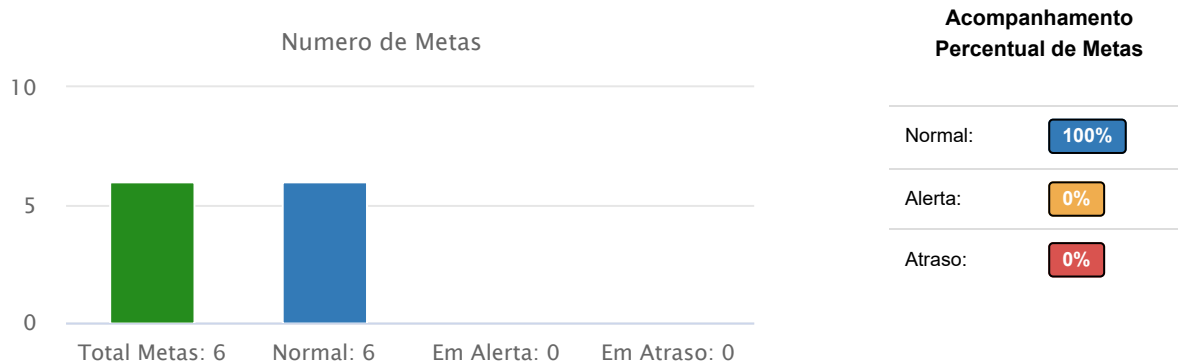 Numero de Metas
10
5
0
Total Metas: 6
Normal: 6
Em Alerta: 0
Em Atraso: 0
Acompanhamento
Percentual de Metas
Normal: 100%
Alerta: 0%
Atraso: 0%